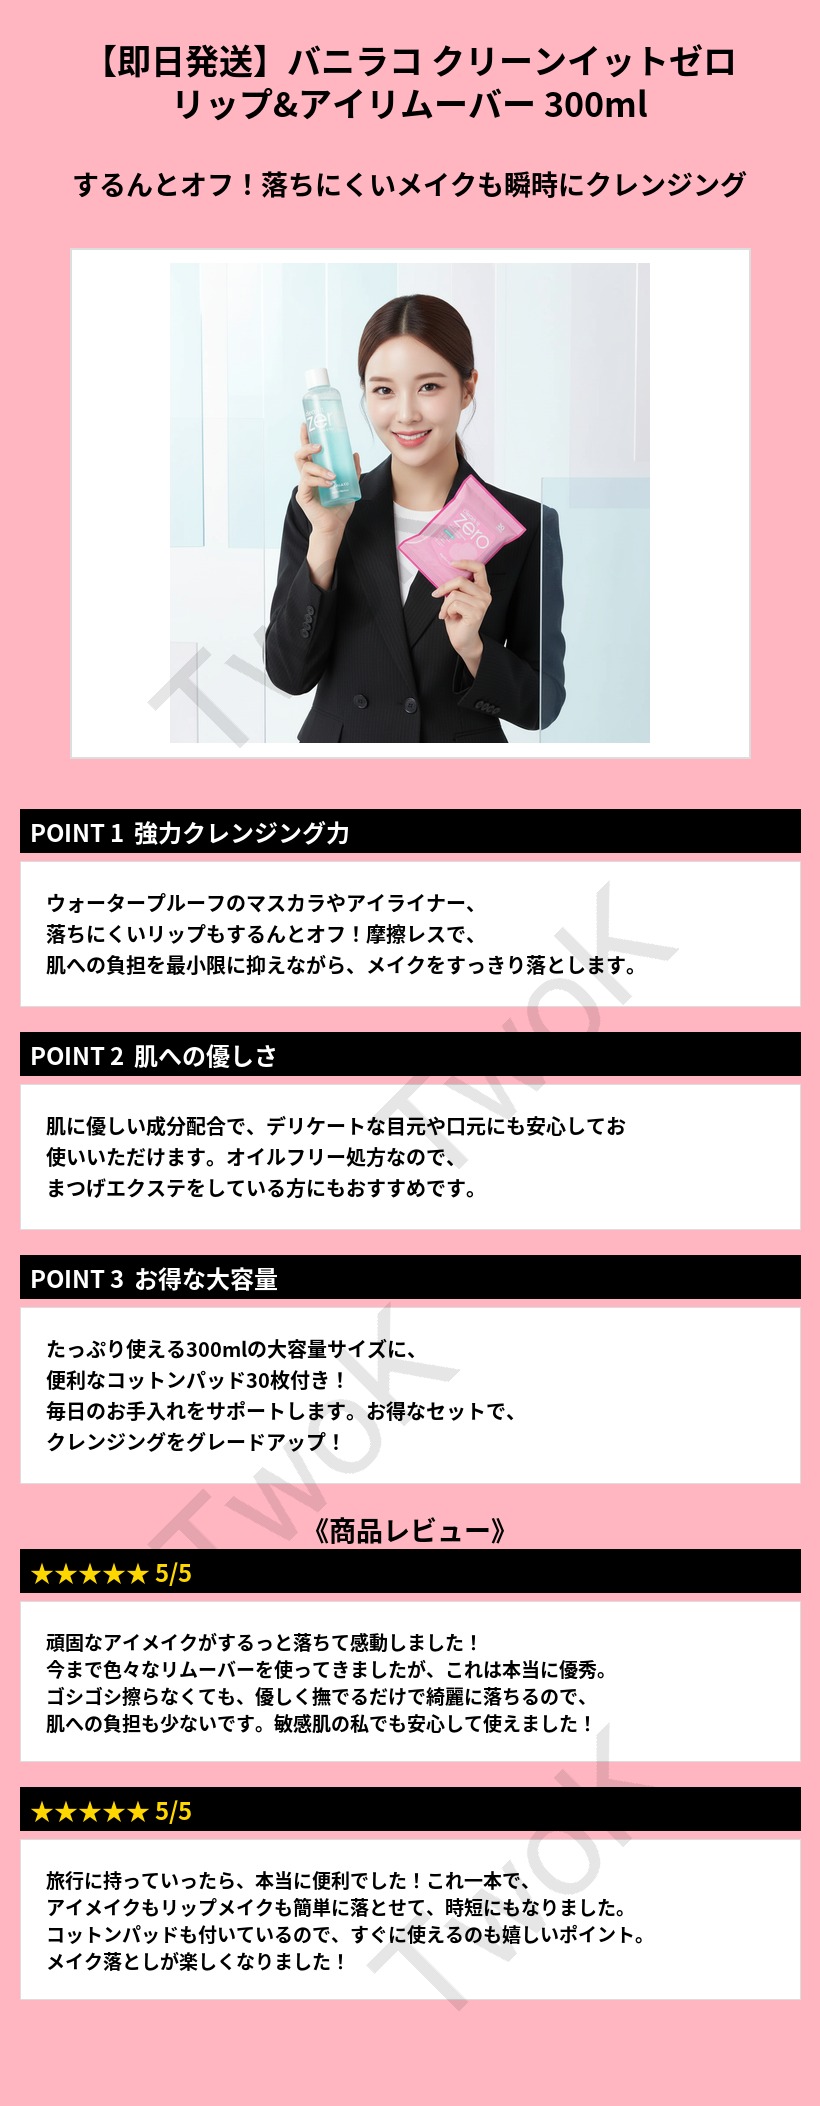 【即日発送】バニラコ クリーンイットゼロ
リップ&アイリムーバー 300ml
するんとオフ！落ちにくいメイクも瞬時にクレンジング
zero
zero
TwoK
POINT 1 強力クレンジング力
ウォータープルーフのマスカラやアイライナー、
落ちにくいリップもするんとオフ！摩擦レスで、
肌への負担を最小限に抑えながら、メイクをすっきり落とします。
TwoK
POINT 2 肌への優しさ
肌に優しい成分配合で、デリケートな目元や口元にも安心してお
使いいただけます。オイルフリー処方なので、
まつげエクステをしている方にもおすすめです。
POINT 3 お得な大容量
たっぷり使える300mlの大容量サイズに、
便利なコットンパッド30枚付き！
毎日のお手入れをサポートします。お得なセットで、
クレンジングをグレードアップ！
TwoK
《商品レビュー》
★★★★★ 5/5
頑固なアイメイクがするっと落ちて感動しました！
今まで色々なリムーバーを使ってきましたが、これは本当に優秀。
ゴシゴシ擦らなくても、優しく撫でるだけで綺麗に落ちるので、
肌への負担も少ないです。敏感肌の私でも安心して使えました！
★★★★★ 5/5
旅行に持っていったら、本当に便利でした！これ一本で、
アイメイクもリップメイクも簡単に落とせて、時短にもなりました。
コットンパッドも付いているので、すぐに使えるのも嬉しいポイント。
メイク落としが楽しくなりました！
TwoK